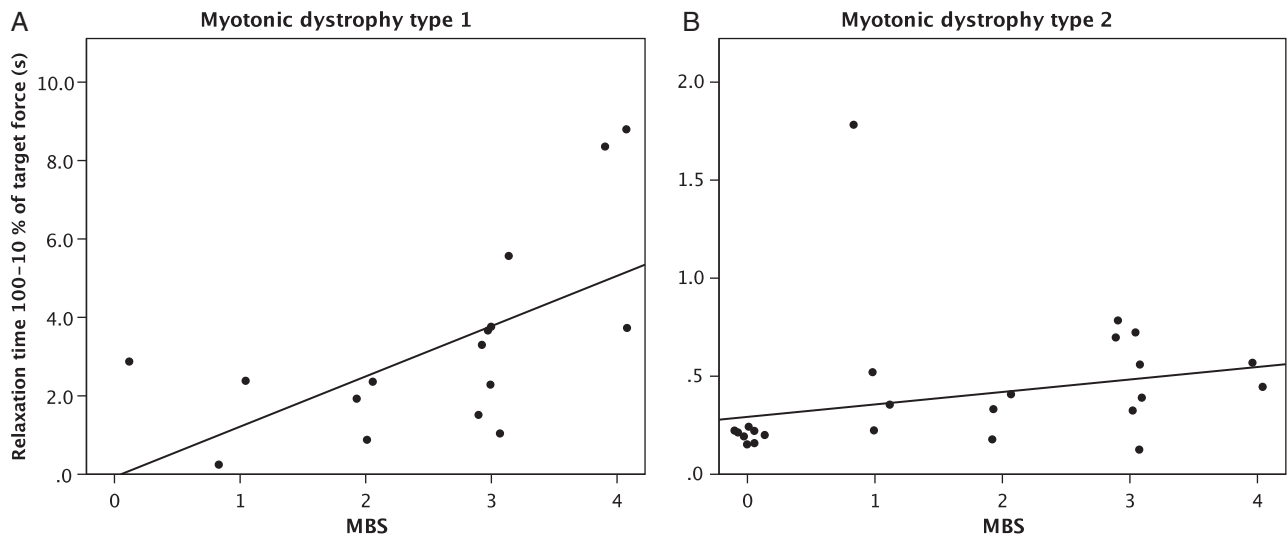 A
Myotonic dystrophy type 1
Relaxation time 100–10 % of target force (s)
10.0
8.0
6.0
4.0
2.0
.0
0 1 2 3 4
MBS
B
Myotonic dystrophy type 2
2.0
1.5
1.0
.5
.0
0 1 2 3 4
MBS